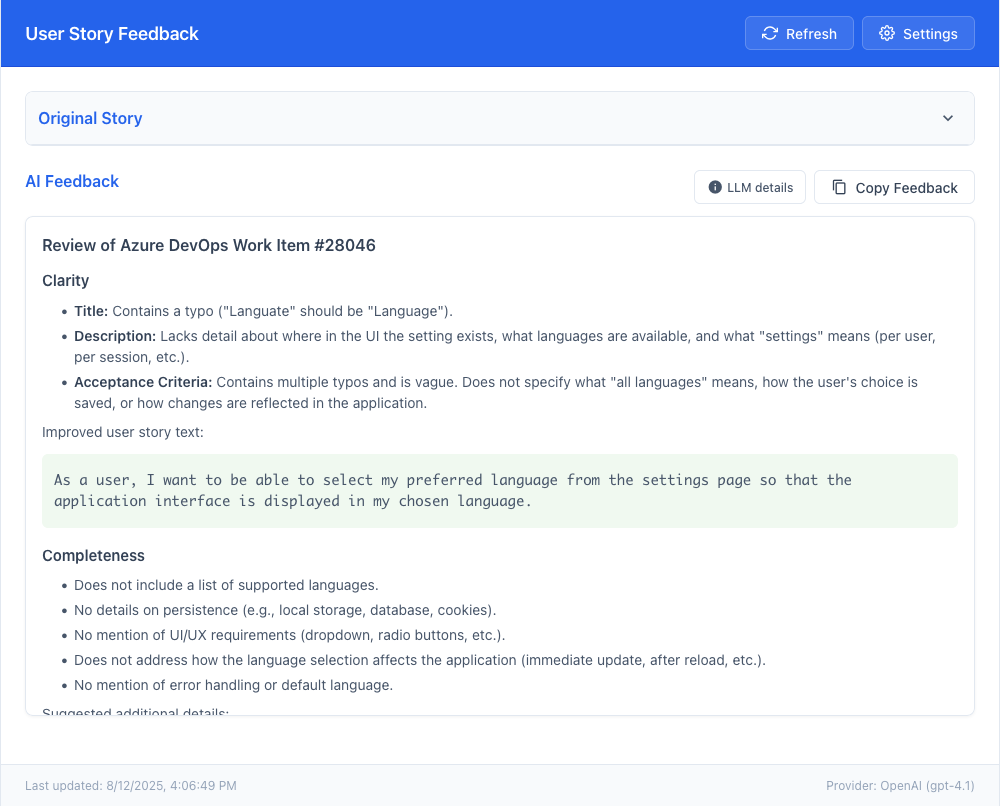 User Story Feedback
Refresh
Settings
Original Story
AI Feedback
LLM details
Copy Feedback
Review of Azure DevOps Work Item #28046
Clarity
• Title: Contains a typo ("Languate" should be "Language").
• Description: Lacks detail about where in the UI the setting exists, what languages are available, and what "settings" means (per user,
per session, etc.).
• Acceptance Criteria: Contains multiple typos and is vague. Does not specify what "all languages" means, how the user's choice is
saved, or how changes are reflected in the application.
Improved user story text:
As a user, I want to be able to select my preferred language from the settings page so that the
application interface is displayed in my chosen language.
Completeness
• Does not include a list of supported languages.
• No details on persistence (e.g., local storage, database, cookies).
• No mention of UI/UX requirements (dropdown, radio buttons, etc.).
• Does not address how the language selection affects the application (immediate update, after reload, etc.).
• No mention of error handling or default language.
Suggested additional details:
Last updated: 8/12/2025, 4:06:49 PM
Provider: OpenAI (gpt-4.1)